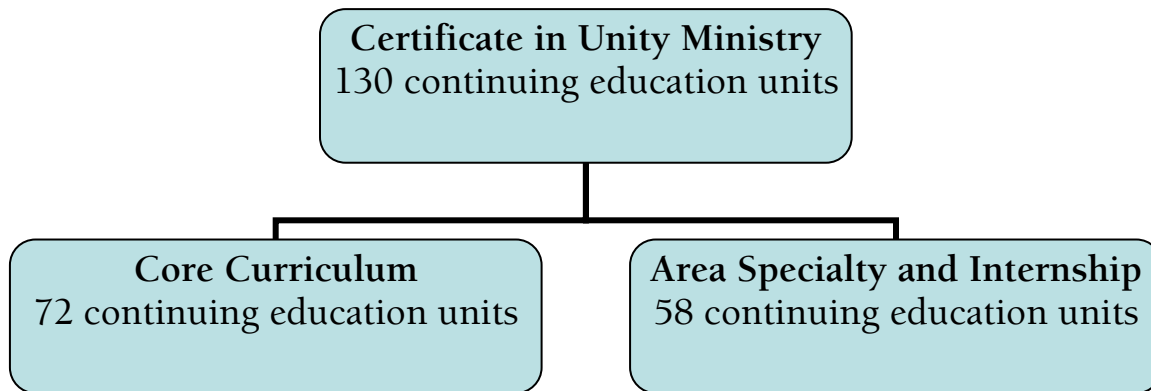 Certificate in Unity Ministry
130 continuing education units
Core Curriculum
72 continuing education units
Area Specialty and Internship
58 continuing education units